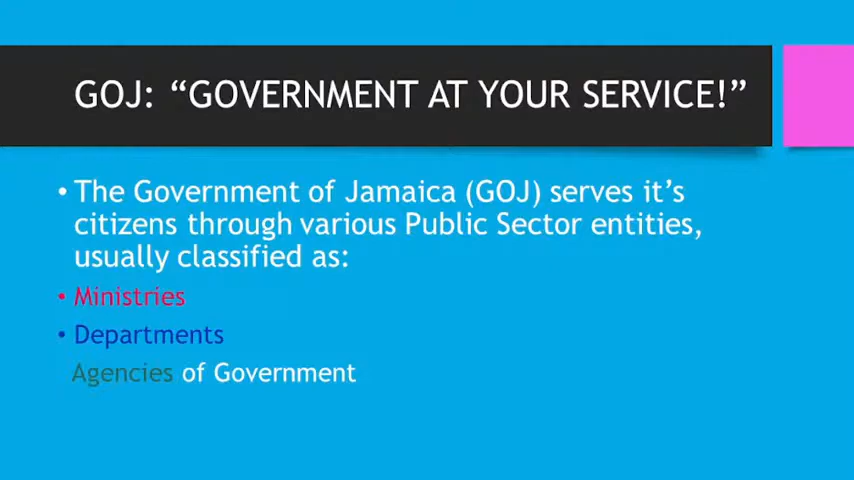 GOJ: “GOVERNMENT AT YOUR SERVICE!”
• The Government of Jamaica (GOJ) serves it’s
citizens through various Public Sector entities,
usually classified as:
• Ministries
• Departments
Agencies of Government